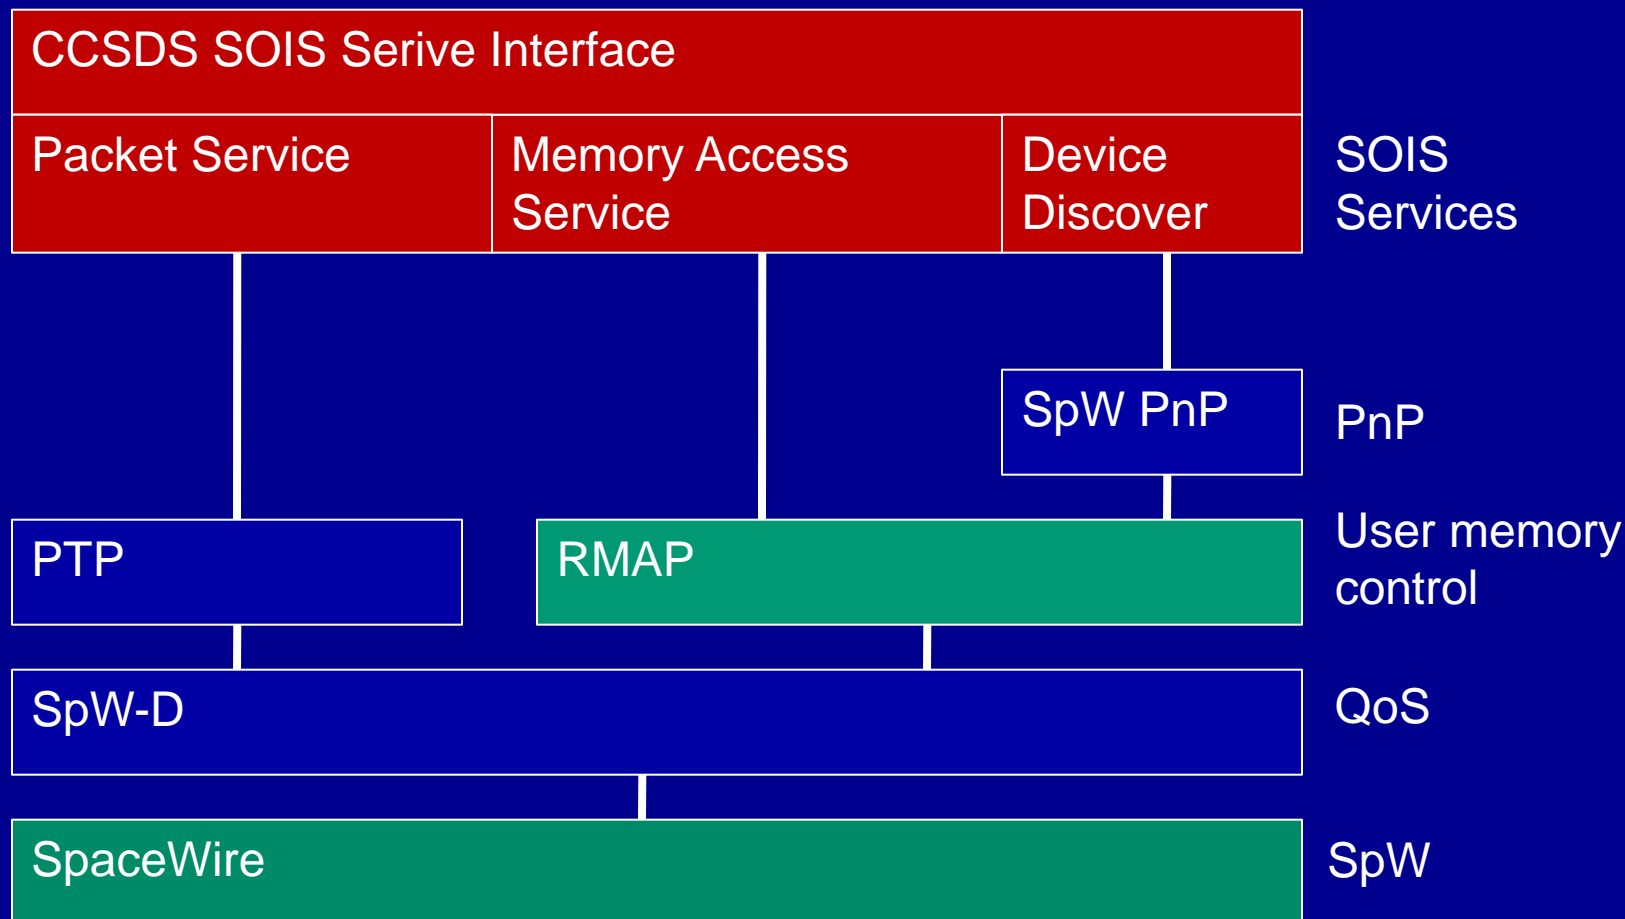 CCSDS SOIS Serive Interface
Packet Service
Memory Access
Service
Device
Discover
SOIS
Services
SpW PnP
PnP
PTP
RMAP
User memory
control
SpW-D
QoS
SpaceWire
SpW